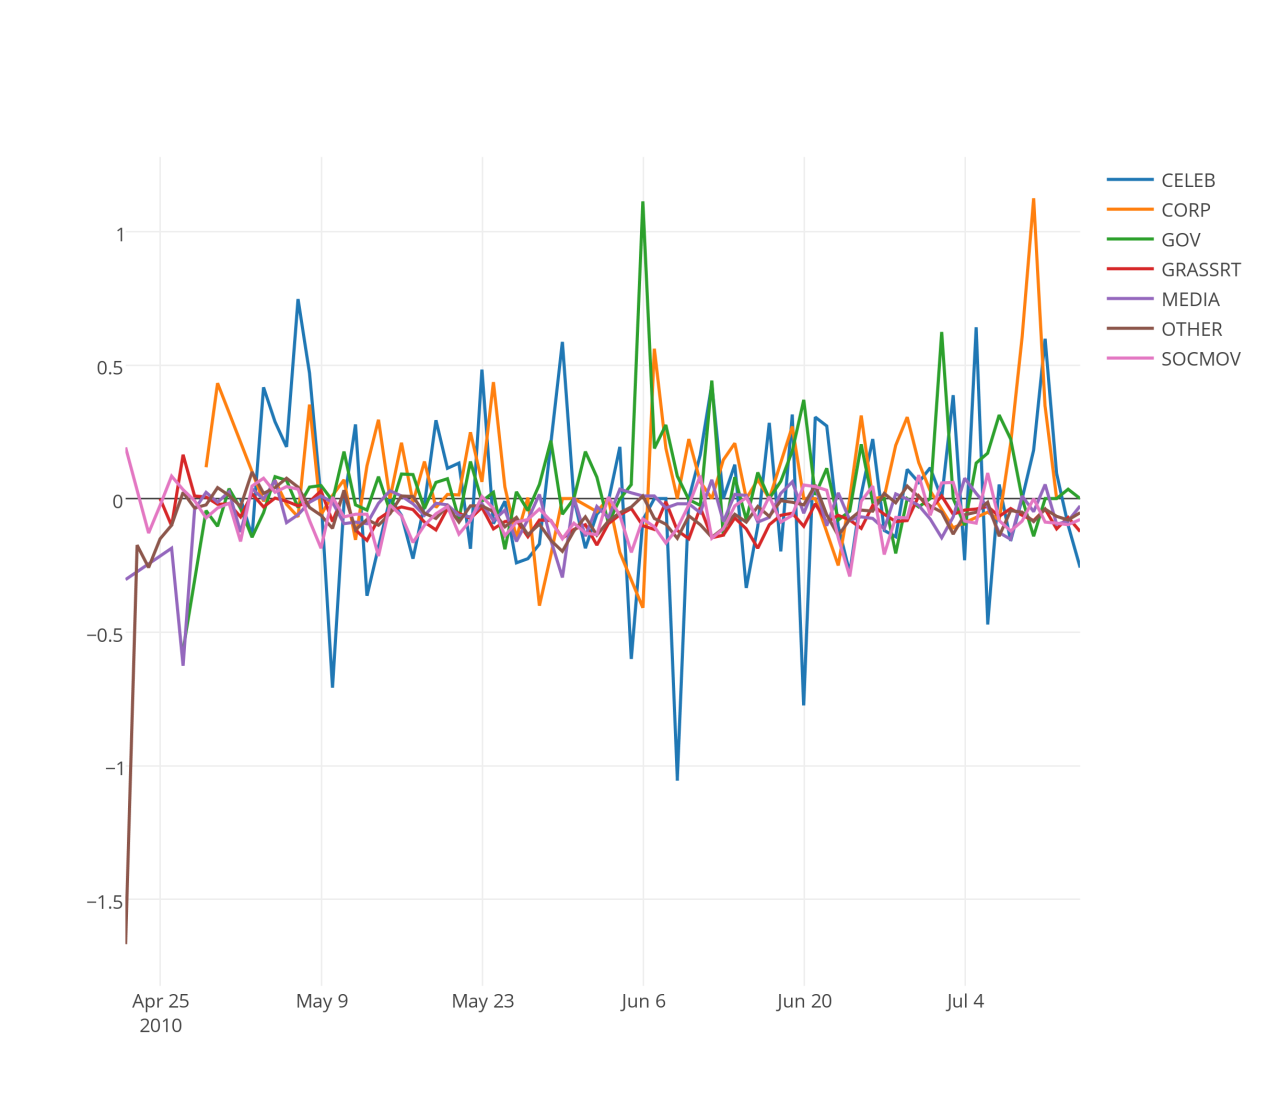 CELEB
CORP
GOV
GRASSRT
MEDIA
OTHER
SOCMOV
1
0.5
0
−0.5
−1
−1.5
Apr 25
2010
May 9
May 23
Jun 6
Jun 20
Jul 4